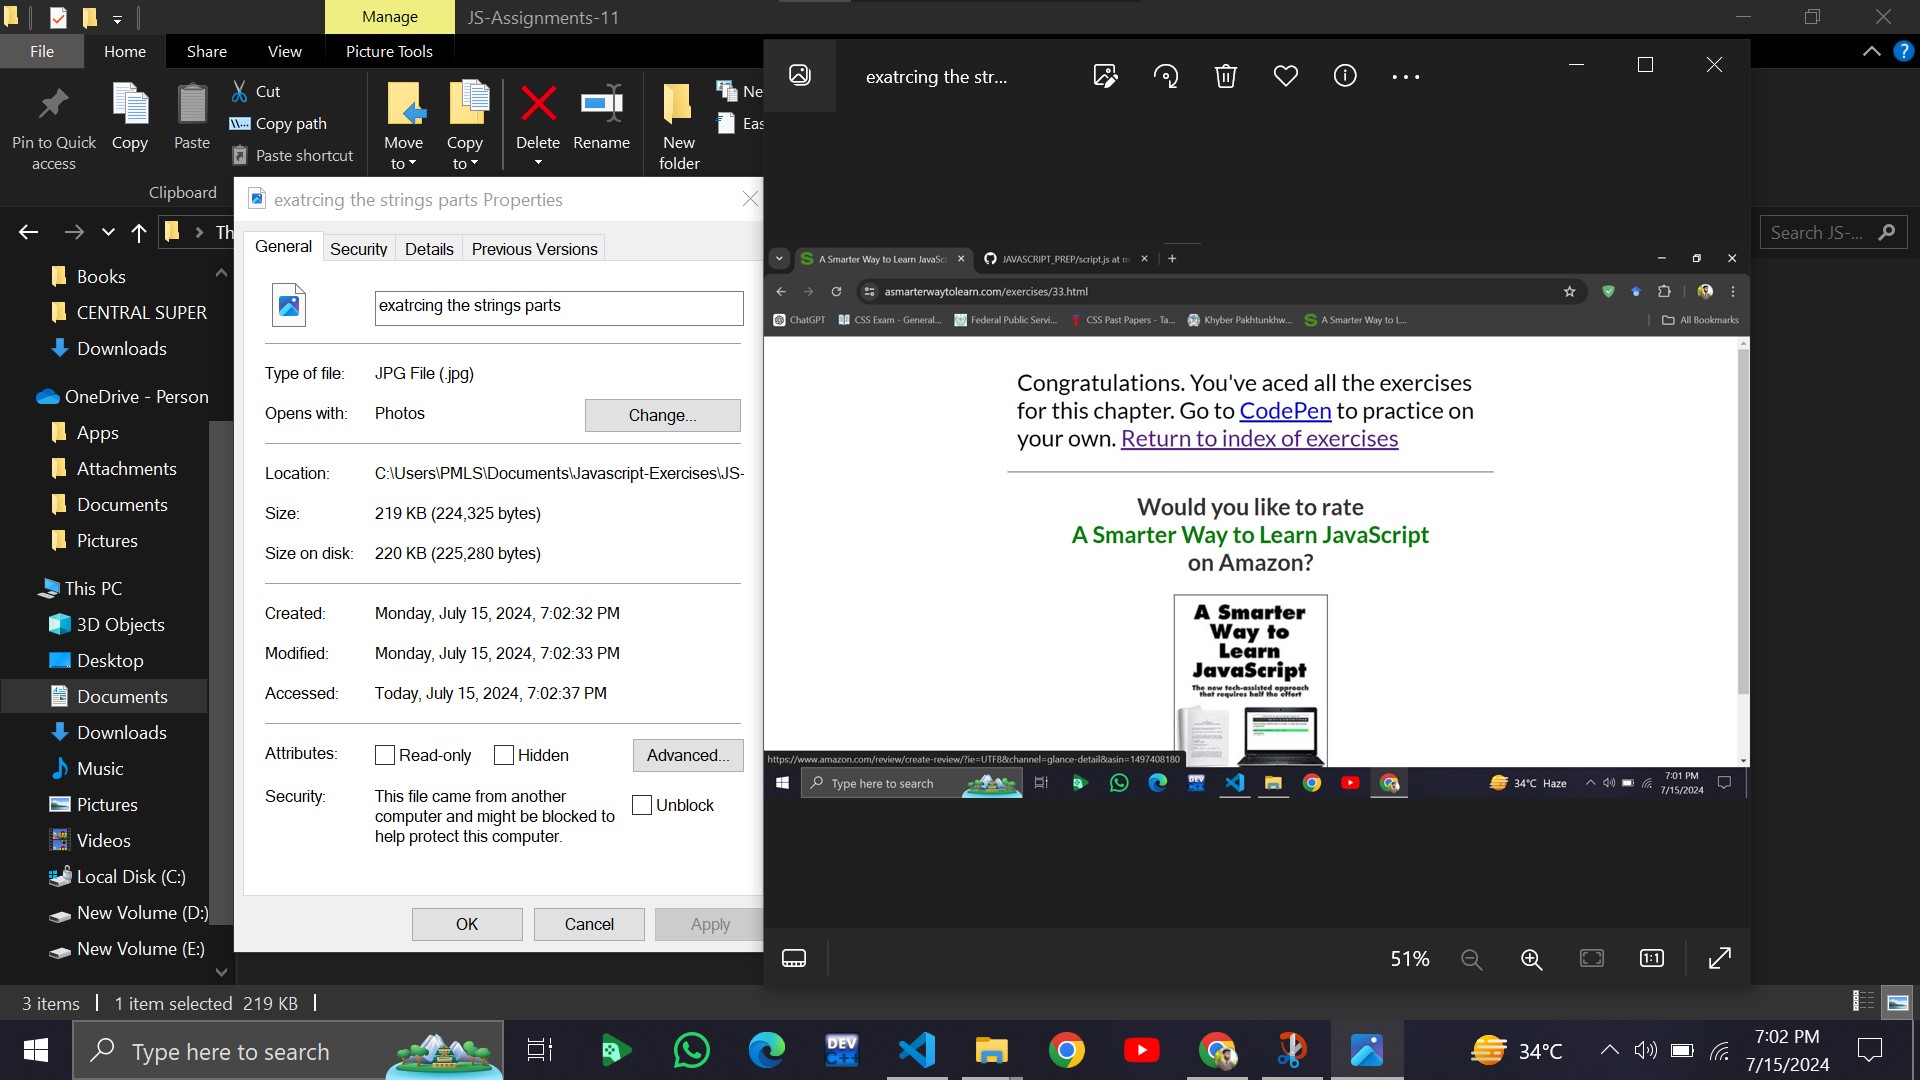 Manage
JS-Assignments-11
File
Home
Share
View
Picture Tools
Pin to Quick access
Copy
Paste
Cut
Copy path
Paste shortcut
Clipboard
Move to
Copy to
Delete
Rename
New folder
Search JS-...
Books
CENTRAL SUPER
Downloads
OneDrive - Person
Apps
Attachments
Documents
Pictures
This PC
3D Objects
Desktop
Documents
Downloads
Music
Pictures
Videos
Local Disk (C:)
New Volume (D:)
New Volume (E:)
3 items
1 item selected 219 KB
exatrcing the strings parts Properties
General
Security
Details
Previous Versions
exatrcing the strings parts
Type of file: JPG File (.jpg)
Opens with: Photos
Change...
Location: C:\Users\PMLS\Documents\Javascript-Exercises\JS-
Size: 219 KB (224,325 bytes)
Size on disk: 220 KB (225,280 bytes)
Created: Monday, July 15, 2024, 7:02:32 PM
Modified: Monday, July 15, 2024, 7:02:33 PM
Accessed: Today, July 15, 2024, 7:02:37 PM
Attributes:
Read-only
Hidden
Advanced...
Security: This file came from another
computer and might be blocked to
help protect this computer.
Unblock
OK
Cancel
Apply
exatrcing the str...
A Smarter Way to Learn JavaSc
JAVASCRIPT_PREP/script.js at m
asmarterwaytolearn.com/exercises/33.html
ChatGPT
CSS Exam - General...
Federal Public Servi...
CSS Past Papers - Ta...
Khyber Pakhtunkhw...
A Smarter Way to L...
All Bookmarks
Congratulations. You've aced all the exercises
for this chapter. Go to CodePen to practice on
your own. Return to index of exercises
Would you like to rate
A Smarter Way to Learn JavaScript
on Amazon?
A Smarter
Way to
Learn
JavaScript
The new tech-assisted approach
that requires half the effort
https://www.amazon.com/review/create-review/?ie=UTF8&channel=glance-detail&asin=1497408180
Type here to search
34°C Haze
7:01 PM
7/15/2024
51%
1:1
Type here to search
DEV
C++
34°C
7:02 PM
7/15/2024